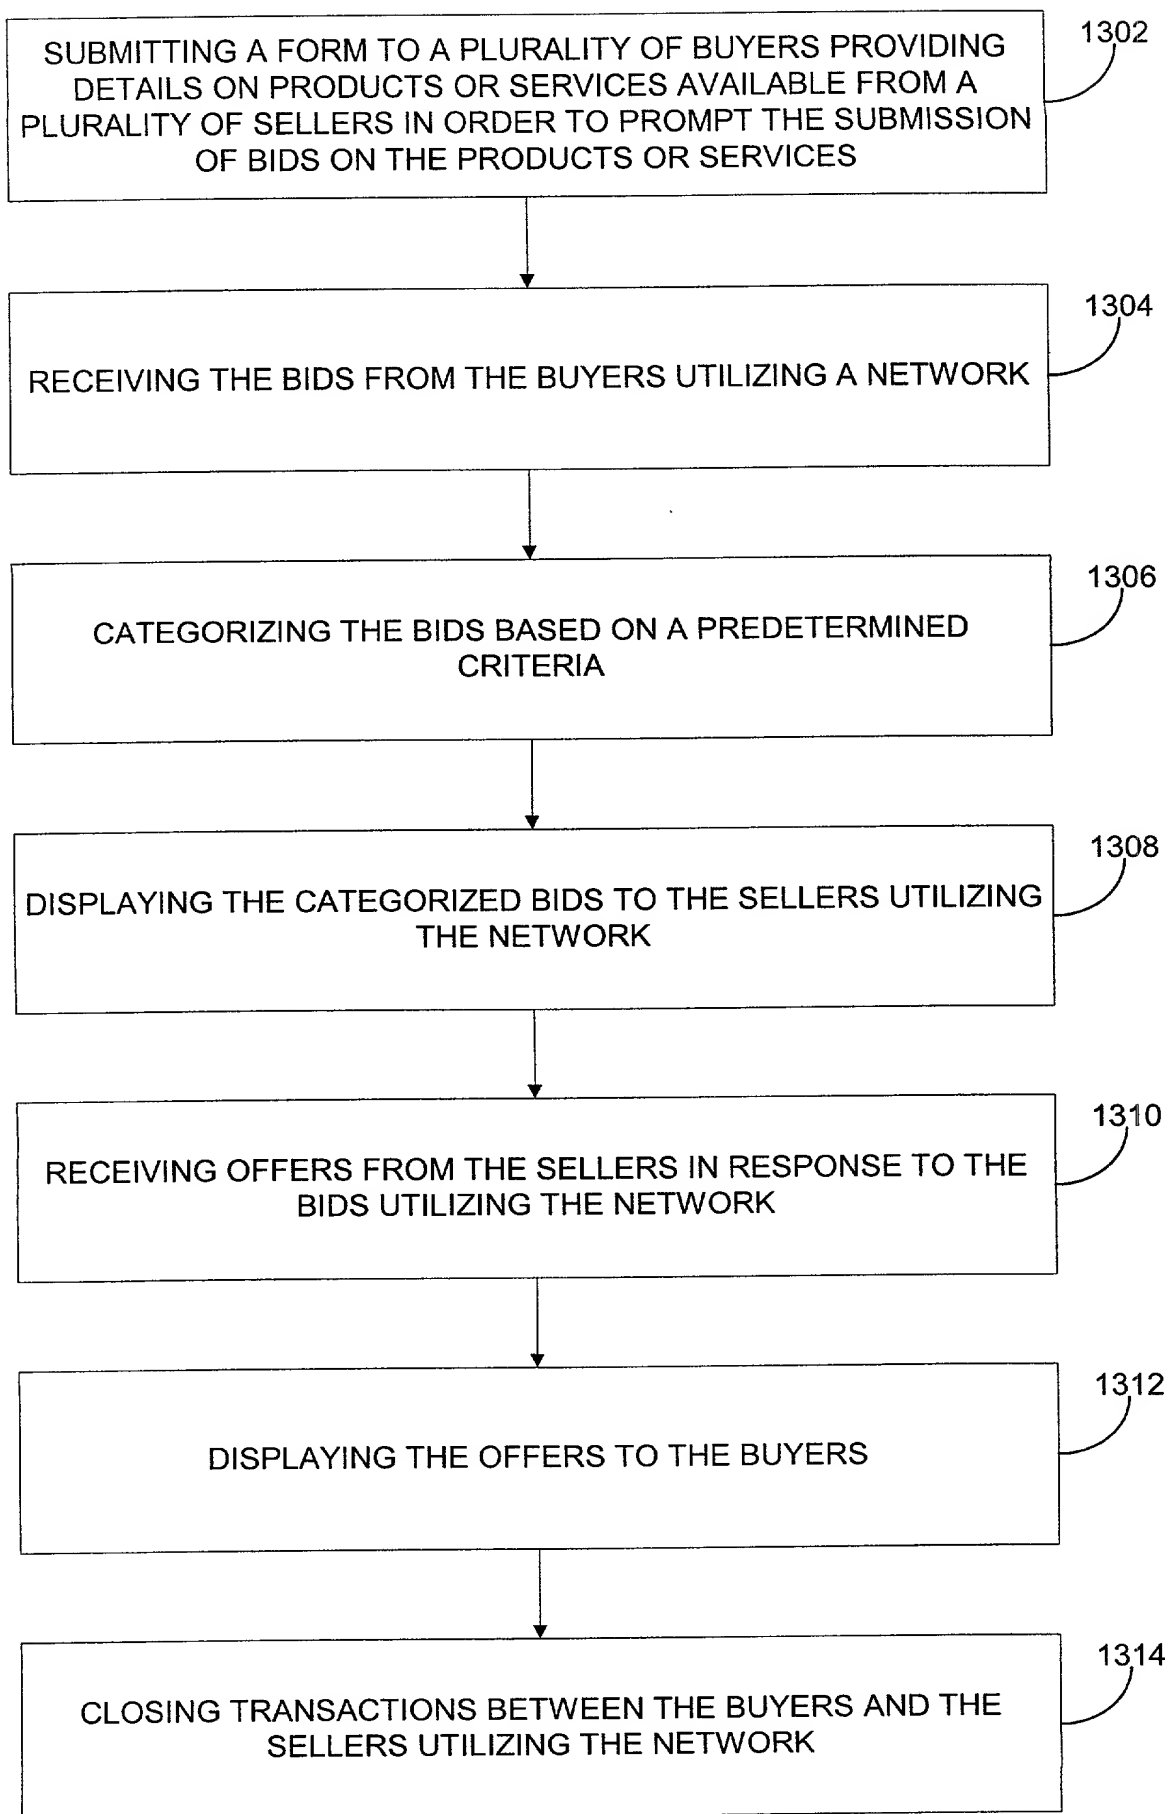 1302
SUBMITTING A FORM TO A PLURALITY OF BUYERS PROVIDING
DETAILS ON PRODUCTS OR SERVICES AVAILABLE FROM A
PLURALITY OF SELLERS IN ORDER TO PROMPT THE SUBMISSION
OF BIDS ON THE PRODUCTS OR SERVICES
1304
RECEIVING THE BIDS FROM THE BUYERS UTILIZING A NETWORK
1306
CATEGORIZING THE BIDS BASED ON A PREDETERMINED
CRITERIA
1308
DISPLAYING THE CATEGORIZED BIDS TO THE SELLERS UTILIZING
THE NETWORK
1310
RECEIVING OFFERS FROM THE SELLERS IN RESPONSE TO THE
BIDS UTILIZING THE NETWORK
1312
DISPLAYING THE OFFERS TO THE BUYERS
1314
CLOSING TRANSACTIONS BETWEEN THE BUYERS AND THE
SELLERS UTILIZING THE NETWORK